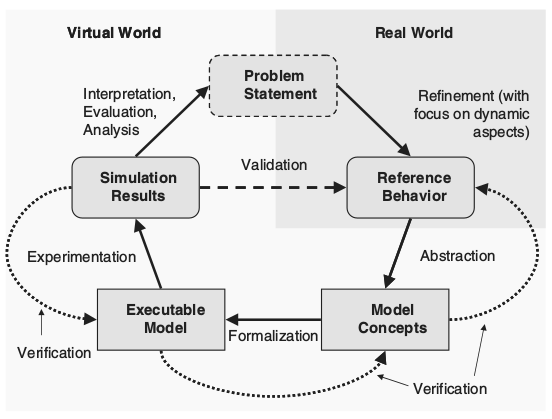 Virtual World
Real World
Problem
Statement
Interpretation,
Evaluation,
Analysis
Refinement (with
focus on dynamic
aspects)
Validation
Simulation
Results
Reference
Behavior
Experimentation
Abstraction
Executable
Model
Formalization
Model
Concepts
Verification
Verification